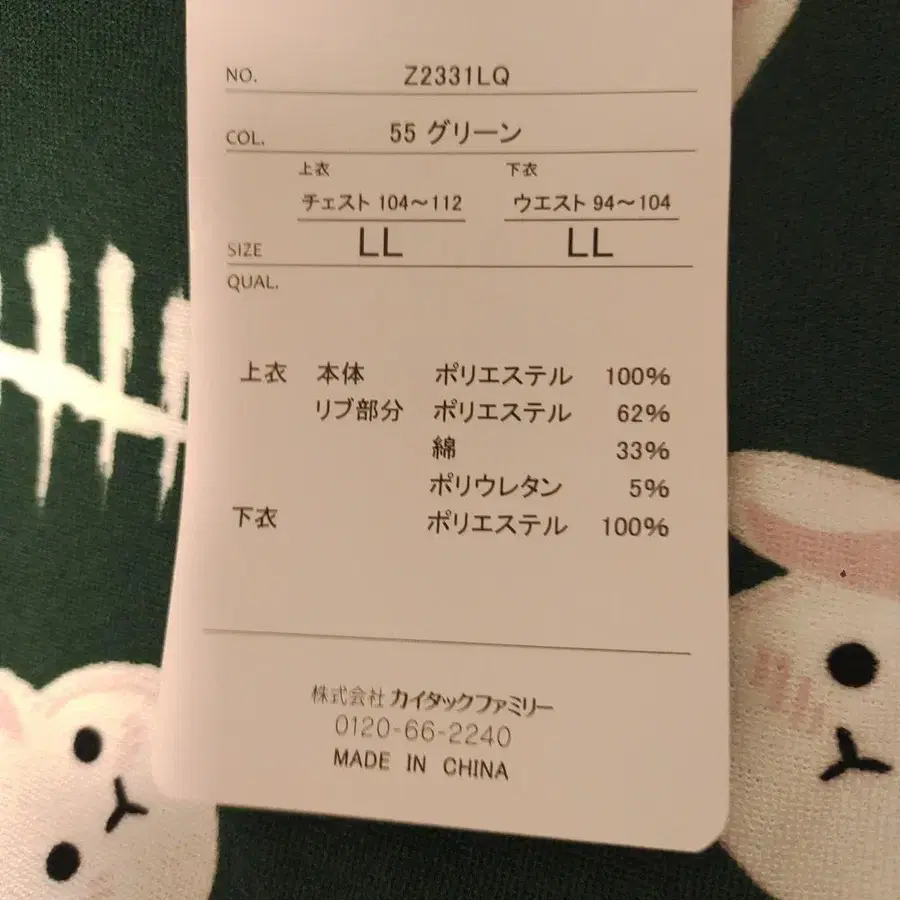 NO. Z2331LQ
COL. 55 グリーン
上衣 下衣
チェスト 104～112 ウエスト 94～104
SIZE LL LL
QUAL.
上衣 本体 ポリエステル 100%
リブ部分 ポリエステル 62%
綿 33%
ポリウレタン 5%
下衣 ポリエステル 100%
株式会社 カイタックファミリー
0120-66-2240
MADE IN CHINA